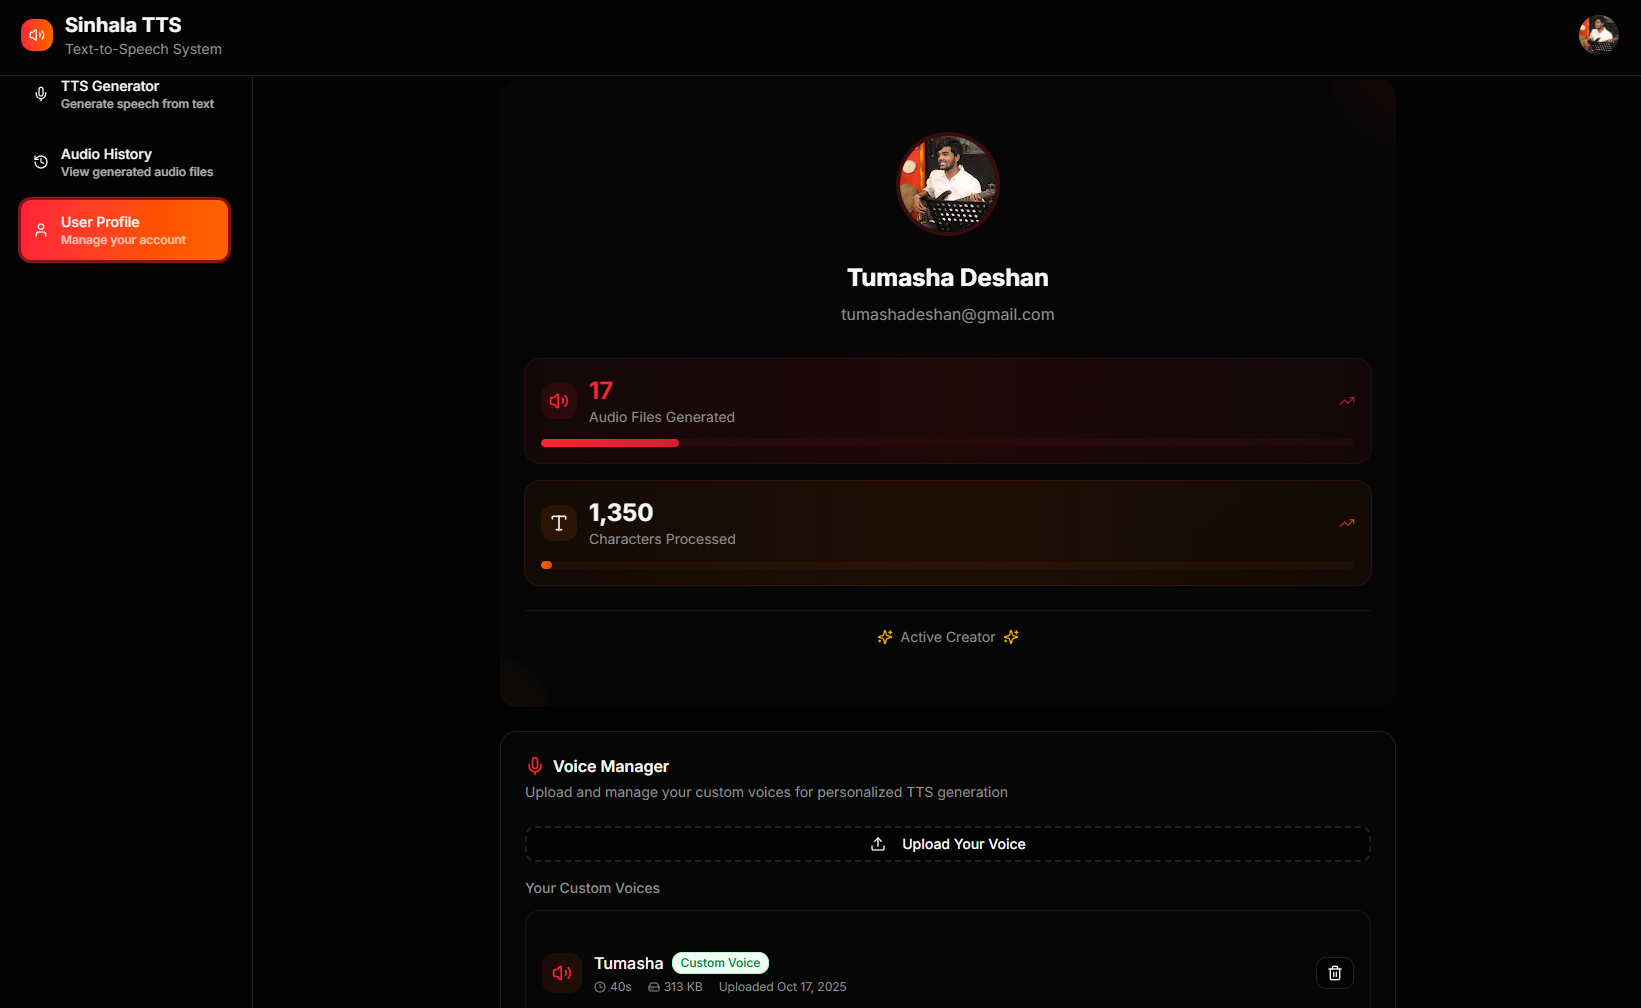 Sinhala TTS
Text-to-Speech System
TTS Generator
Generate speech from text
Audio History
View generated audio files
User Profile
Manage your account
Tumasha Deshan
tumashadeshan@gmail.com
17
Audio Files Generated
1,350
Characters Processed
Active Creator
Voice Manager
Upload and manage your custom voices for personalized TTS generation
Upload Your Voice
Your Custom Voices
Tumasha Custom Voice
40s 313 KB Uploaded Oct 17, 2025